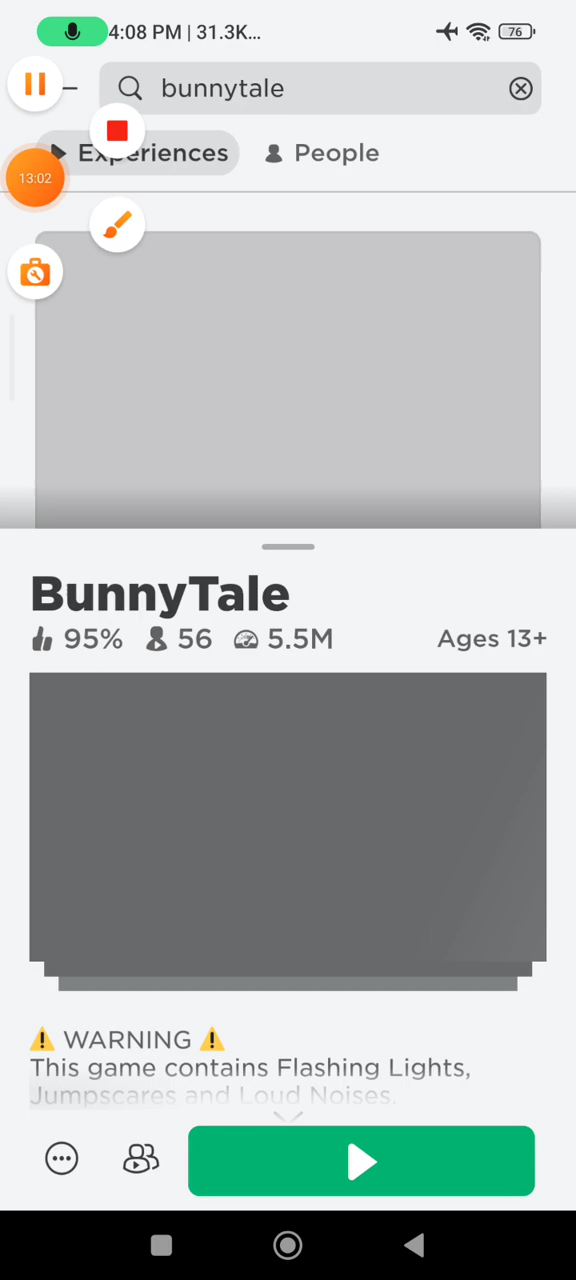 4:08 PM | 31.3K...
76
bunnytale
Experiences
People
13:02
BunnyTale
95% 56 5.5M Ages 13+
⚠️ WARNING ⚠️
This game contains Flashing Lights,
Jumpscares and Loud Noises.